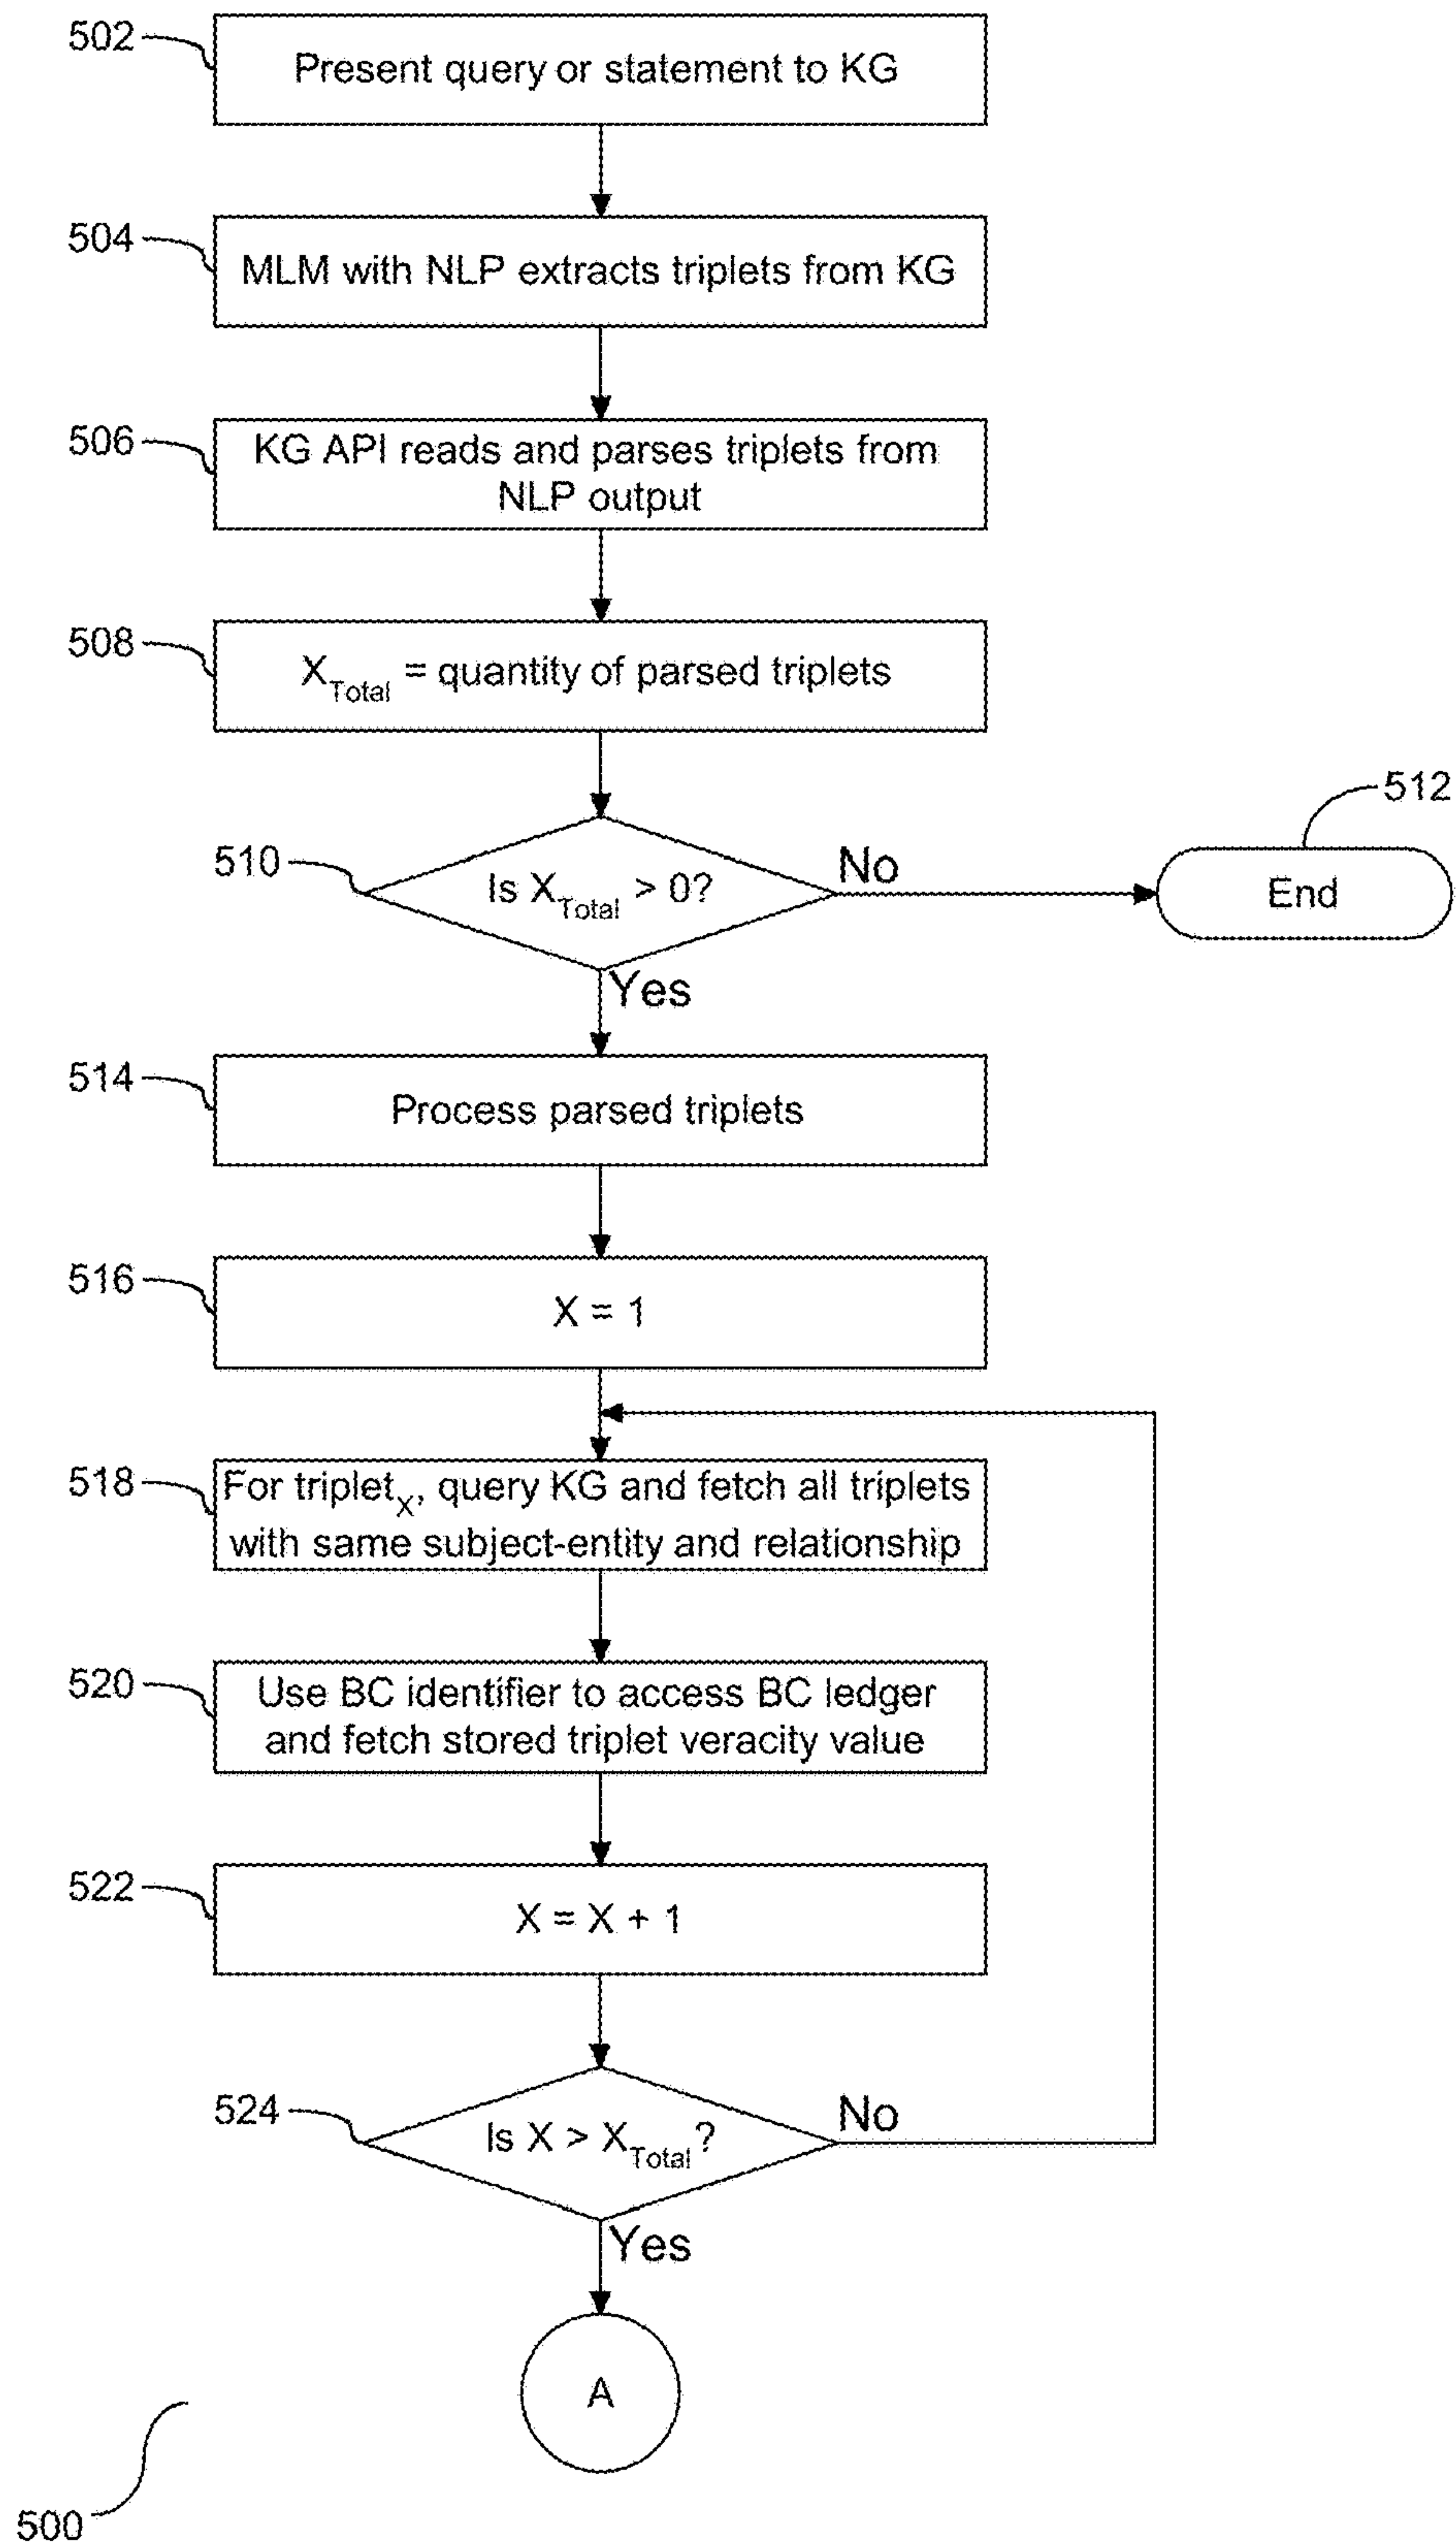 502
Present query or statement to KG
504
MLM with NLP extracts triplets from KG
506
KG API reads and parses triplets from
NLP output
508
X_Total = quantity of parsed triplets
510
Is X_Total > 0?
No
512
End
Yes
514
Process parsed triplets
516
X = 1
518
For triplet_X, query KG and fetch all triplets
with same subject-entity and relationship
520
Use BC identifier to access BC ledger
and fetch stored triplet veracity value
522
X = X + 1
524
Is X > X_Total?
No
Yes
A
500